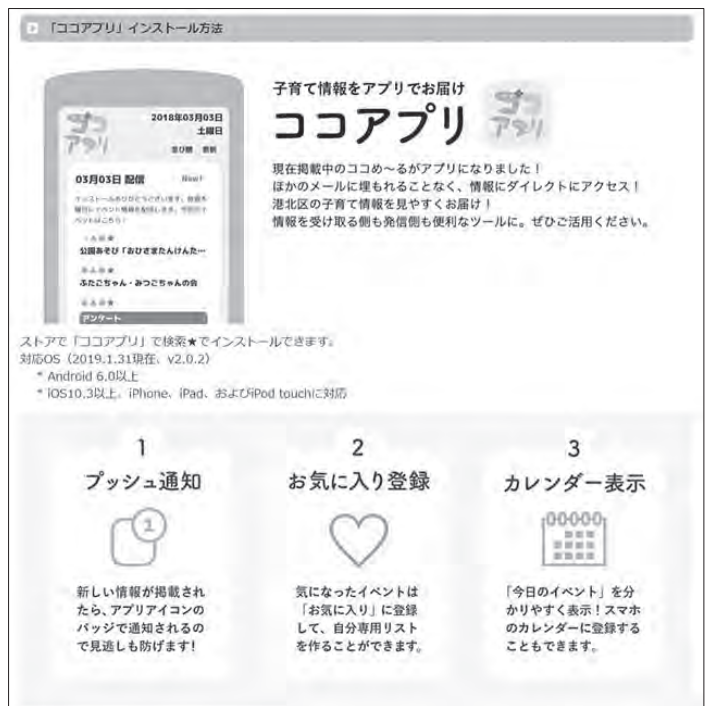 「ココアプリ」インストール方法
ココ
アプリ
2018年03月03日
土曜日
並び替 更新
03月03日 配信
New!
公園あそび「おひさまたんけんた…
ふたごちゃん・みつごちゃんの会
アンケート
子育て情報をアプリでお届け
ココアプリ
ココ
アプリ
現在掲載中のココめ~るがアプリになりました！
ほかのメールに埋もれることなく、情報にダイレクトにアクセス！
港北区の子育て情報を見やすくお届け！
情報を受け取る側も発信側も便利なツールに。ぜひご活用ください。
ストアで「ココアプリ」で検索★でインストールできます。
対応OS（2019.1.31現在、v2.0.2）
* Android 6.0以上
* iOS10.3以上、iPhone、iPad、およびiPod touchに対応
1
プッシュ通知
1
新しい情報が掲載され
たら、アプリアイコンの
バッジで通知されるの
で見逃しも防げます！
2
お気に入り登録
気になったイベントは
「お気に入り」に登録
して、自分専用リスト
を作ることができます。
3
カレンダー表示
「今日のイベント」を分
かりやすく表示！スマホ
のカレンダーに登録する
こともできます。